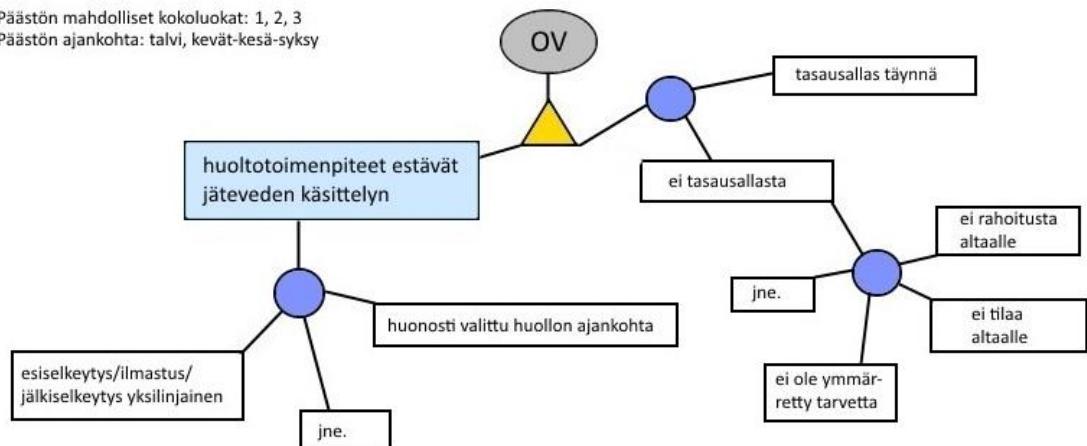 Päästön mahdolliset kokoluokat: 1, 2, 3
Päästön ajankohta: talvi, kevät-kesä-syksy
OV
tasausallas täynnä
huoltotoimenpiteet estävät
jäteveden käsittelyn
ei tasausallasta
ei rahoitusta
altaalle
jne.
huonosti valittu huollon ajankohta
ei tilaa
altaalle
esiselkeytys/ilmastus/
jälkiselkeytys yksilinjainen
ei ole ymmär-
retty tarvetta
jne.